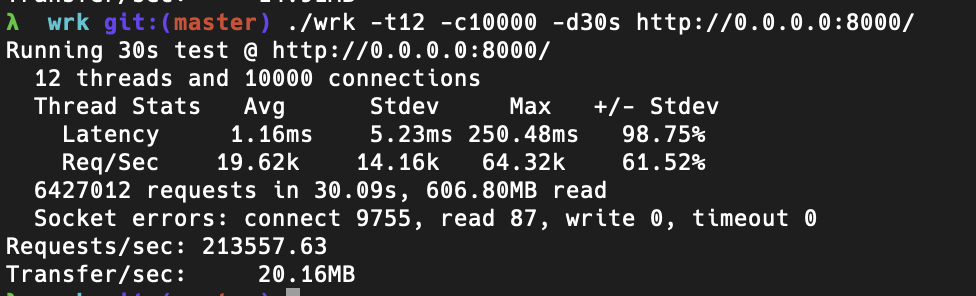 λ  wrk git:(master) ./wrk -t12 -c10000 -d30s http://0.0.0.0:8000/
Running 30s test @ http://0.0.0.0:8000/
  12 threads and 10000 connections
  Thread Stats   Avg      Stdev     Max   +/- Stdev
    Latency     1.16ms    5.23ms 250.48ms   98.75%
    Req/Sec    19.62k    14.16k   64.32k    61.52%
  6427012 requests in 30.09s, 606.80MB read
  Socket errors: connect 9755, read 87, write 0, timeout 0
Requests/sec: 213557.63
Transfer/sec:     20.16MB